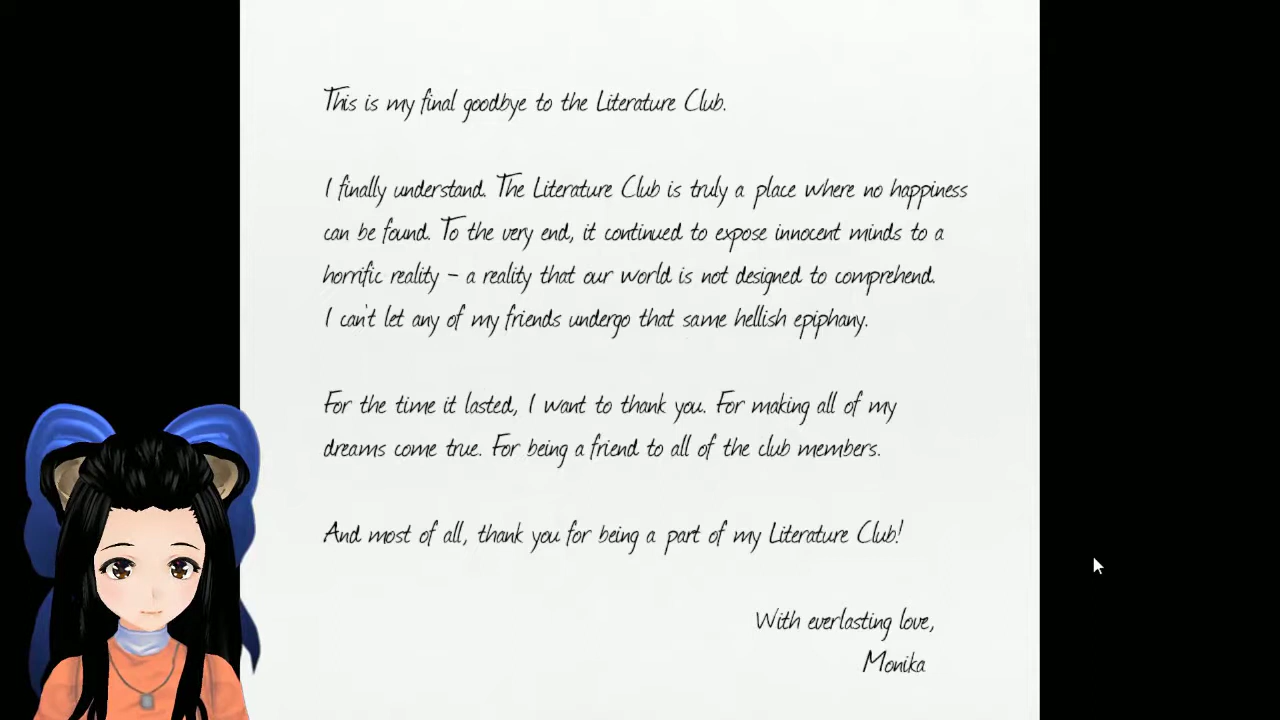 This is my final goodbye to the Literature Club.
I finally understand. The Literature Club is truly a place where no happiness
can be found. To the very end, it continued to expose innocent minds to a
horrific reality - a reality that our world is not designed to comprehend.
I can't let any of my friends undergo that same hellish epiphany.
For the time it lasted, I want to thank you. For making all of my
dreams come true. For being a friend to all of the club members.
And most of all, thank you for being a part of my Literature Club!
With everlasting love,
Monika